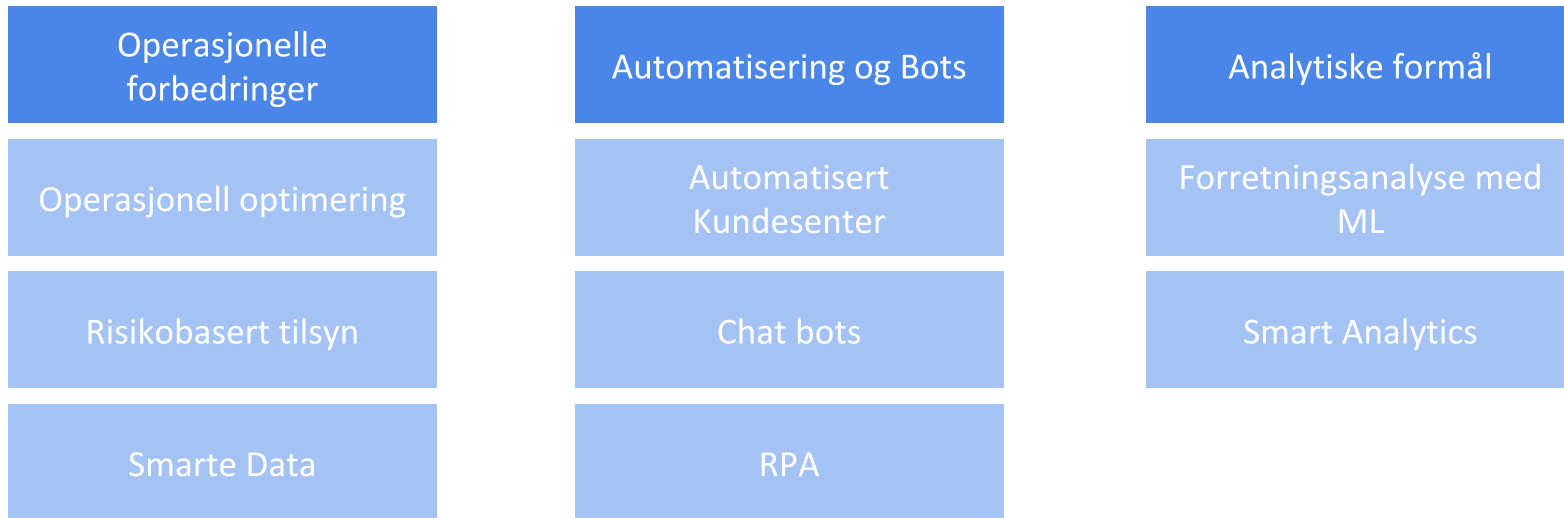 Operasjonelle
forbedringer
Operasjonell optimering
Risikobasert tilsyn
Smarte Data
Automatisering og Bots
Automatisert
Kundesenter
Chat bots
RPA
Analytiske formål
Forretningsanalyse med
ML
Smart Analytics